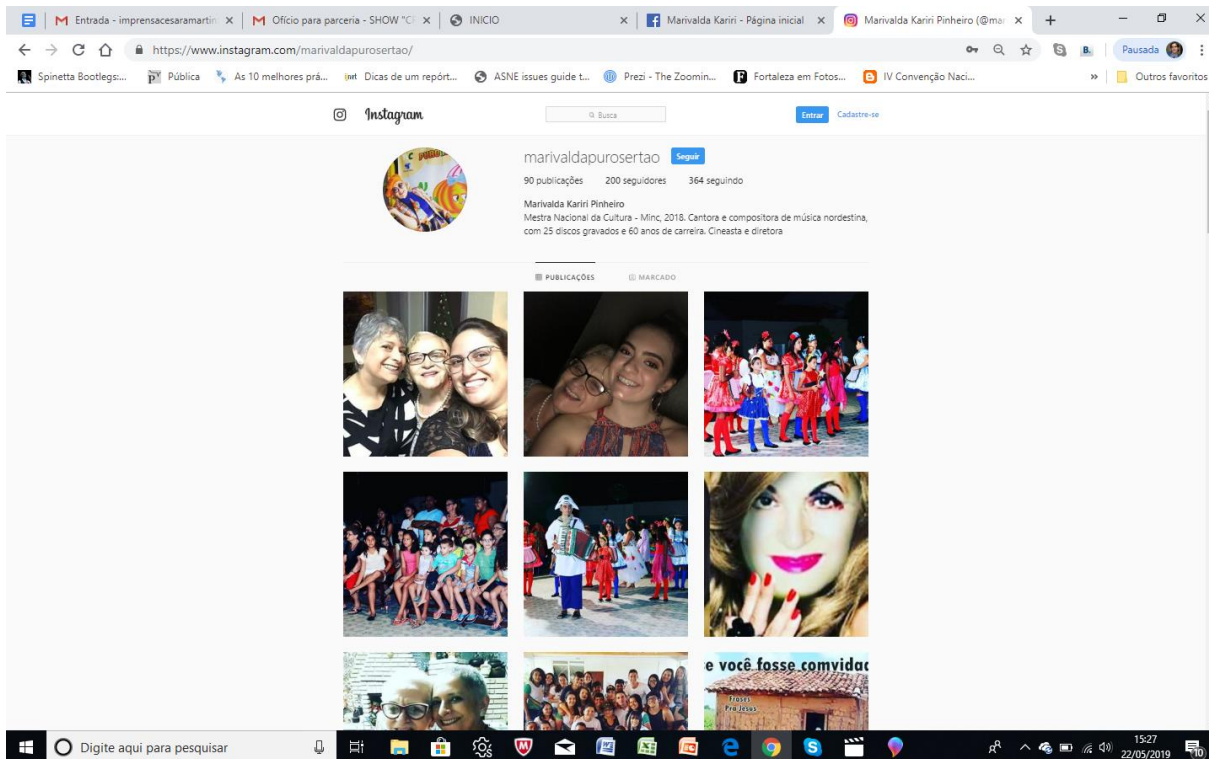 Entrada - imprensacesaramartin
Ofício para parceria - SHOW "C
INICIO
Marivalda Kariri - Página inicial
Marivalda Kariri Pinheiro (@mar
https://www.instagram.com/marivaldapurosertao/
Pausada
Spinetta Bootlegs:...
Pública
As 10 melhores prá...
Dicas de um repórt...
ASNE issues guide t...
Prezi - The Zoomin...
Fortaleza em Fotos...
IV Convenção Naci...
Outros favoritos
Instagram
Busca
Entrar
Cadastre-se
marivaldapurosertao
Seguir
90 publicações 200 seguidores 364 seguindo
Marivalda Kariri Pinheiro
Mestra Nacional da Cultura - Minc, 2018. Cantora e compositora de música nordestina,
com 25 discos gravados e 60 anos de carreira. Cineasta e diretora
PUBLICAÇÕES
MARCADO
e você fosse comvidad
Frases
Pra Jesus
Digite aqui para pesquisar
15:27
22/05/2019